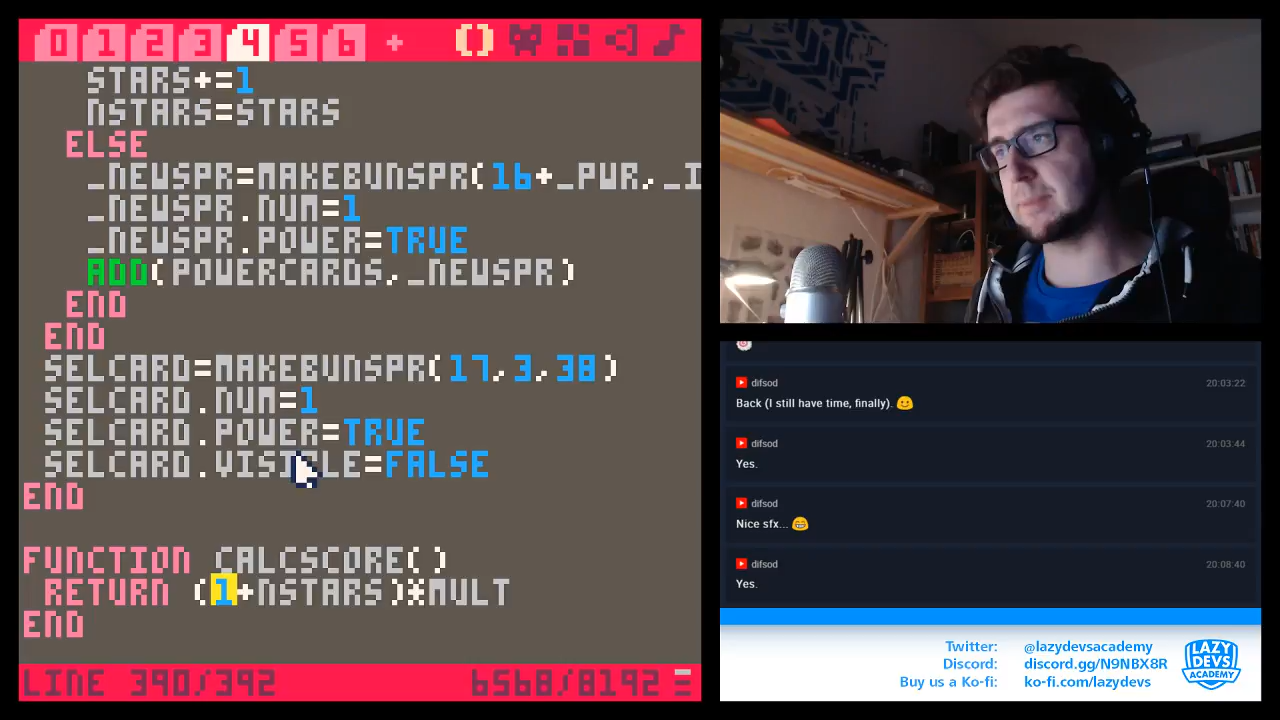 0 1 2 3 4 5 6 +
STARS+=1
NSTARS=STARS
ELSE
_NEWSPR=MAKEBUNSPR(16+_PWR,_I
_NEWSPR.NUM=1
_NEWSPR.POWER=TRUE
ADD(POWERCARDS,_NEWSPR)
END
END
SELCARD=MAKEBUNSPR(17,3,38)
SELCARD.NUM=1
SELCARD.POWER=TRUE
SELCARD.VISIBLE=FALSE
END
FUNCTION CALCSCORE()
RETURN (1+NSTARS)*MULT
END
LINE 390/392 6568/8192
difsod 20:03:22
Back (I still have time, finally).
difsod 20:03:44
Yes.
difsod 20:07:40
Nice sfx...
difsod 20:08:40
Yes.
Twitter: @lazydevsacademy
Discord: discord.gg/N9NBX8R
Buy us a Ko-fi: ko-fi.com/lazydevs
LAZY
DEVS
ACADEMY